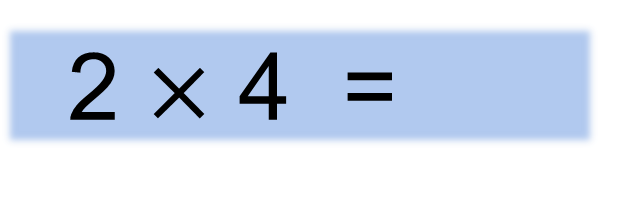 2 × 4 =